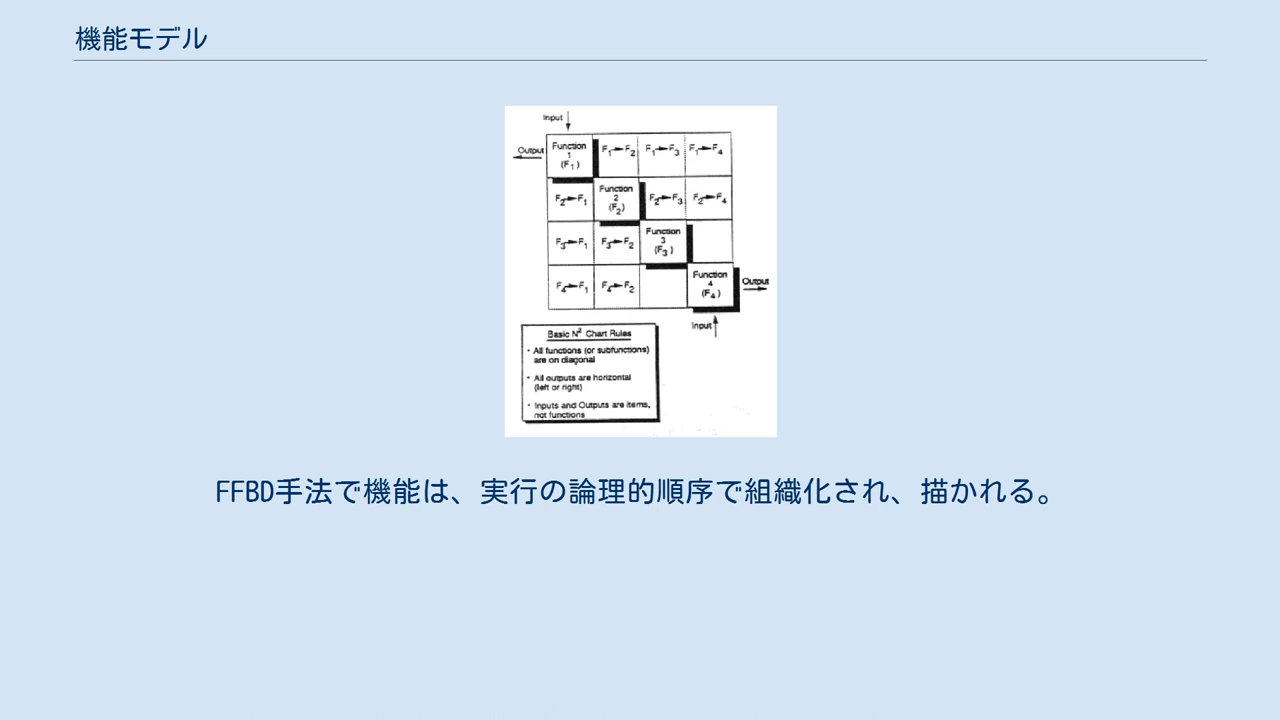 機能モデル
Input
Output
Function 1 (F1) F1→F2 F1→F3 F1→F4
F2→F1 Function 2 (F2) F2→F3 F2→F4
F3→F1 F3→F2 Function 3 (F3)
F4→F1 F4→F2 Function 4 (F4)
Output
Input
Basic N² Chart Rules
・All functions (or subfunctions)
are on diagonal
・All outputs are horizontal
(left or right)
・Inputs and Outputs are items,
not functions
FFBD手法で機能は、実行の論理的順序で組織化され、描かれる。